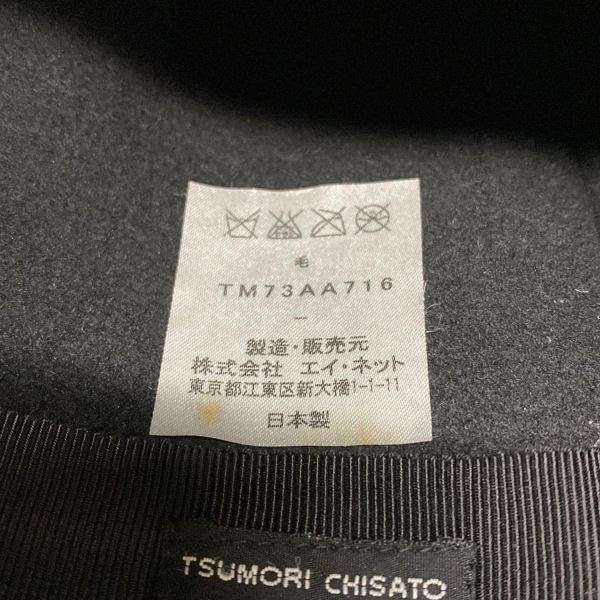 毛
TM73AA716
–
製造・販売元
株式会社 エイ・ネット
東京都江東区新大橋1-1-11
日本製
TSUMORI CHISATO